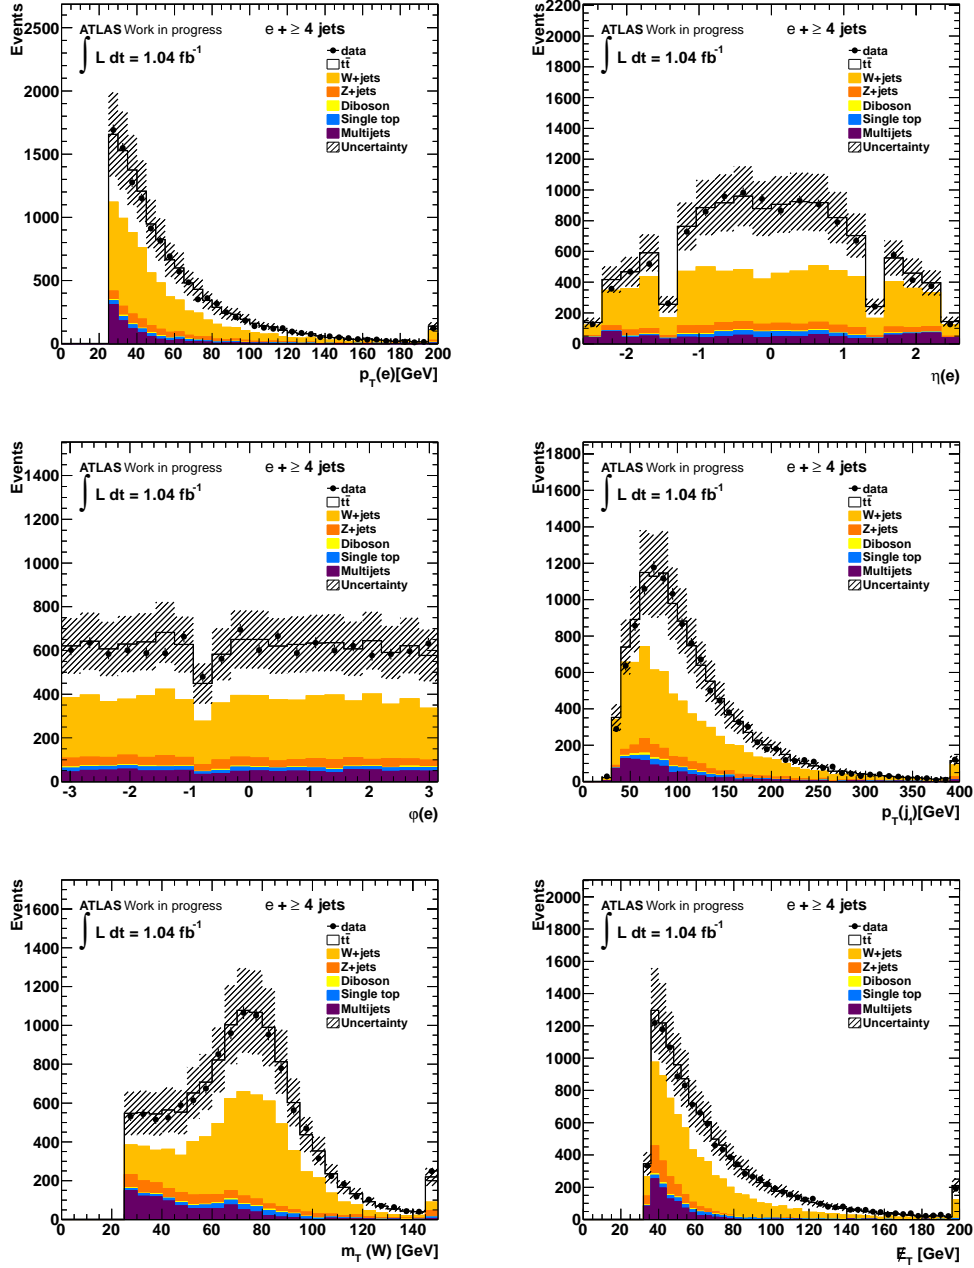 Events
ATLAS Work in progress
e + ≥ 4 jets
∫ L dt = 1.04 fb⁻¹
data
tt̄
W+jets
Z+jets
Diboson
Single top
Multijets
Uncertainty
2500
2000
1500
1000
500
0
0 20 40 60 80 100 120 140 160 180 200
p_T(e)[GeV]
Events
ATLAS Work in progress
e + ≥ 4 jets
∫ L dt = 1.04 fb⁻¹
data
tt̄
W+jets
Z+jets
Diboson
Single top
Multijets
Uncertainty
2200
2000
1800
1600
1400
1200
1000
800
600
400
200
0
-2 -1 0 1 2
η(e)
Events
ATLAS Work in progress
e + ≥ 4 jets
∫ L dt = 1.04 fb⁻¹
data
tt̄
W+jets
Z+jets
Diboson
Single top
Multijets
Uncertainty
1400
1200
1000
800
600
400
200
0
-3 -2 -1 0 1 2 3
φ(e)
Events
ATLAS Work in progress
e + ≥ 4 jets
∫ L dt = 1.04 fb⁻¹
data
tt̄
W+jets
Z+jets
Diboson
Single top
Multijets
Uncertainty
1800
1600
1400
1200
1000
800
600
400
200
0
50 100 150 200 250 300 350 400
p_T(j_1)[GeV]
Events
ATLAS Work in progress
e + ≥ 4 jets
∫ L dt = 1.04 fb⁻¹
data
tt̄
W+jets
Z+jets
Diboson
Single top
Multijets
Uncertainty
1600
1400
1200
1000
800
600
400
200
0
0 20 40 60 80 100 120 140
m_T (W) [GeV]
Events
ATLAS Work in progress
e + ≥ 4 jets
∫ L dt = 1.04 fb⁻¹
data
tt̄
W+jets
Z+jets
Diboson
Single top
Multijets
Uncertainty
2000
1800
1600
1400
1200
1000
800
600
400
200
0
0 20 40 60 80 100 120 140 160 180 200
E̸_T [GeV]